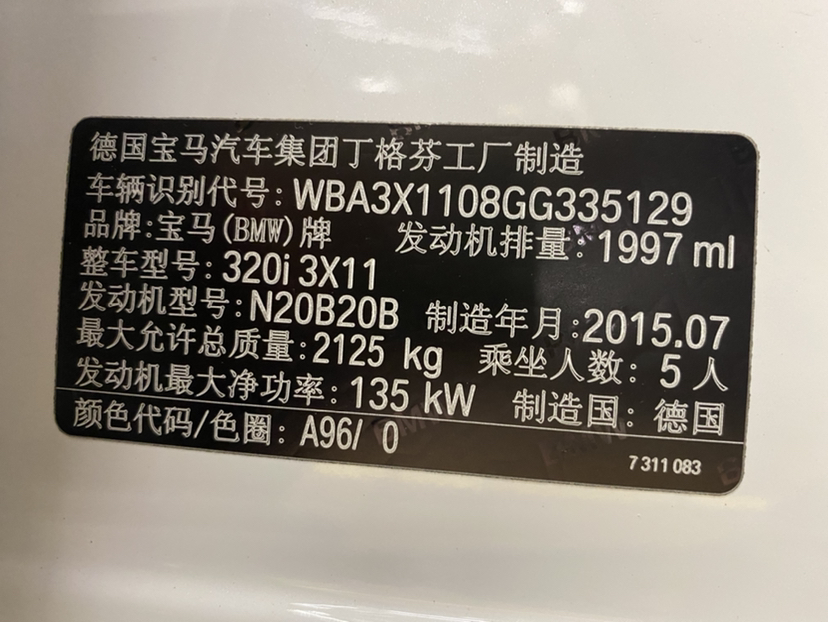 德国宝马汽车集团丁格芬工厂制造
车辆识别代号: WBA3X1108GG335129
品牌:宝马(BMW)牌 发动机排量: 1997 ml
整车型号: 320i 3X11
发动机型号: N20B20B 制造年月:2015.07
最大允许总质量: 2125 kg 乘坐人数: 5 人
发动机最大净功率: 135 kW 制造国: 德国
颜色代码/色圈: A96/ 0
7 311 083